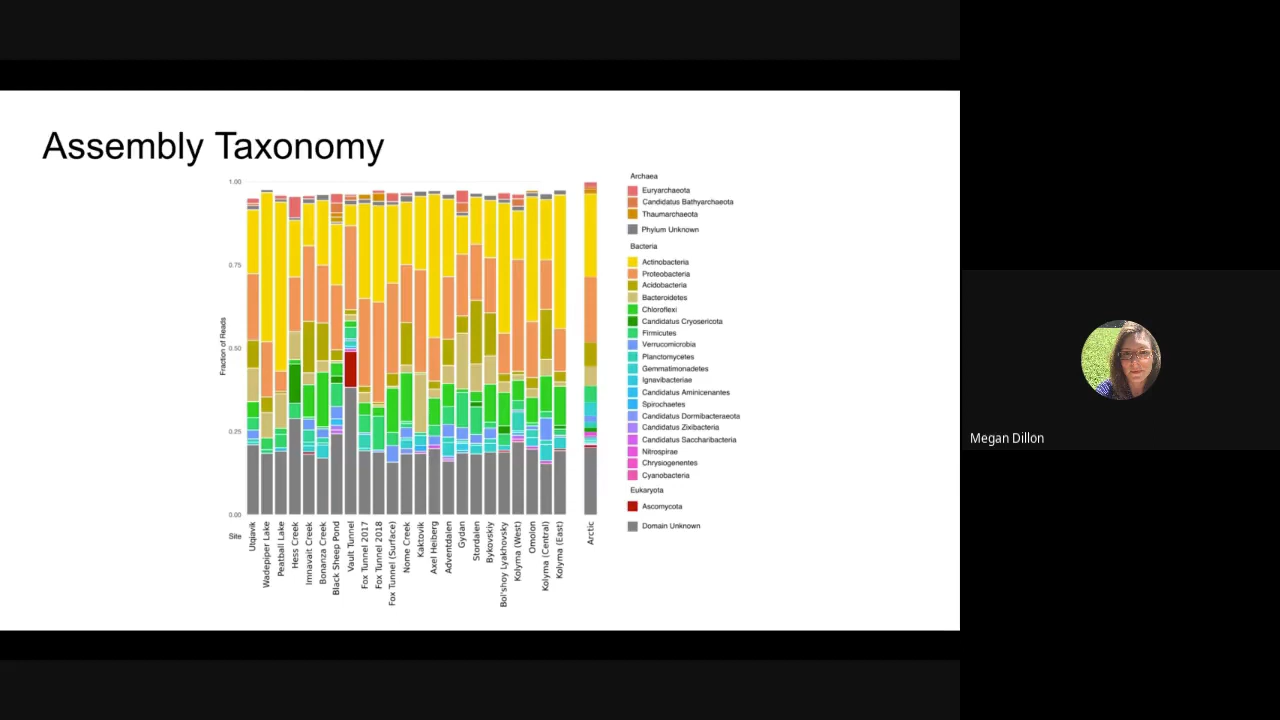 Assembly Taxonomy
1.00
0.75
0.50
0.25
0.00
Fraction of Reads
Site
Utqiavik
Wadepiper Lake
Peatball Lake
Hess Creek
Imnavait Creek
Bonanza Creek
Black Sheep Pond
Vault Tunnel
Fox Tunnel 2017
Fox Tunnel 2018
Fox Tunnel (Surface)
Nome Creek
Kaktovik
Axel Heiberg
Adventdalen
Gydan
Stordalen
Bykovskiy
Bol'shoy Lyakhovsky
Kolyma (West)
Omolon
Kolyma (Central)
Kolyma (East)
Arctic
Archaea
Euryarchaeota
Candidatus Bathyarchaeota
Thaumarchaeota
Phylum Unknown
Bacteria
Actinobacteria
Proteobacteria
Acidobacteria
Bacteroidetes
Chloroflexi
Candidatus Cryosericota
Firmicutes
Verrucomicrobia
Planctomycetes
Gemmatimonadetes
Ignavibacteriae
Candidatus Aminicenantes
Spirochaetes
Candidatus Dormibacteraeota
Candidatus Zixibacteria
Candidatus Saccharibacteria
Nitrospirae
Chrysiogenentes
Cyanobacteria
Eukaryota
Ascomycota
Domain Unknown
Megan Dillon